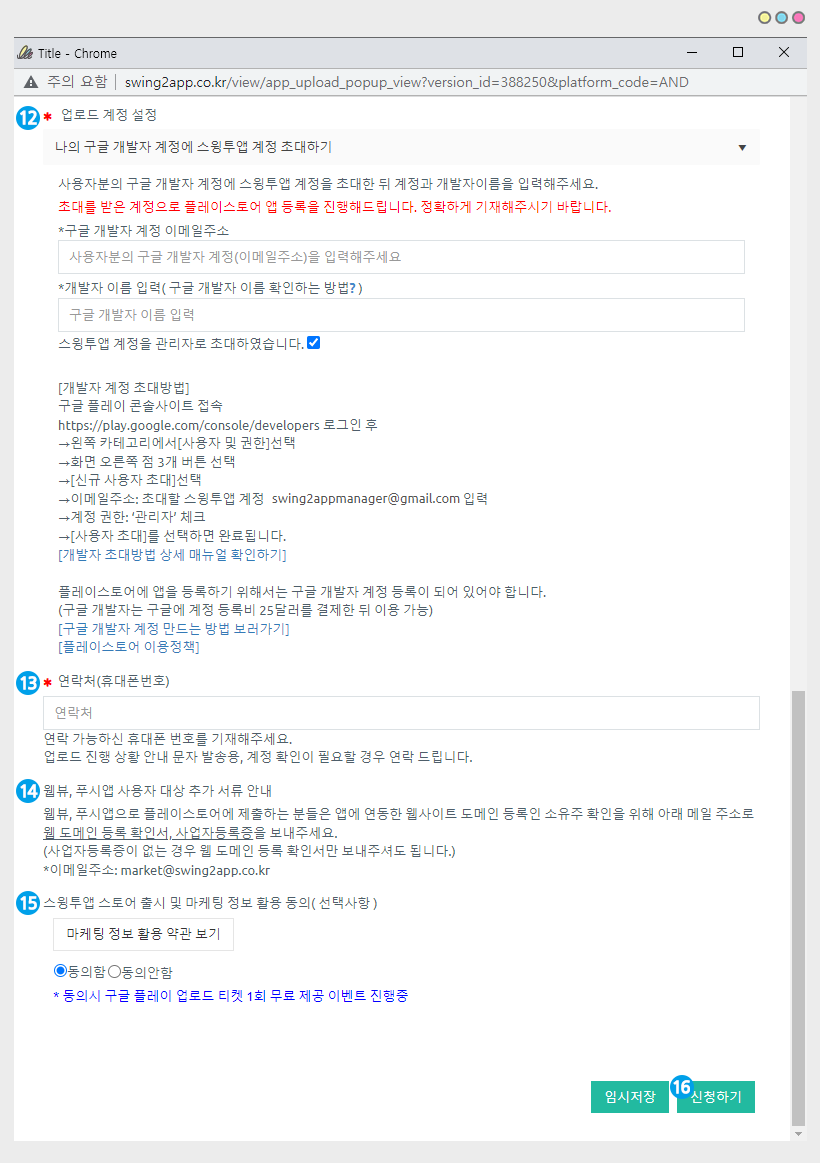 Title - Chrome
주의 요함 | swing2app.co.kr/view/app_upload_popup_view?version_id=388250&platform_code=AND
12 * 업로드 계정 설정
나의 구글 개발자 계정에 스윙투앱 계정 초대하기
사용자분의 구글 개발자 계정에 스윙투앱 계정을 초대한 뒤 계정과 개발자이름을 입력해주세요.
초대를 받은 계정으로 플레이스토어 앱 등록을 진행해드립니다. 정확하게 기재해주시기 바랍니다.
*구글 개발자 계정 이메일주소
사용자분의 구글 개발자 계정(이메일주소)을 입력해주세요
*개발자 이름 입력( 구글 개발자 이름 확인하는 방법? )
구글 개발자 이름 입력
스윙투앱 계정을 관리자로 초대하였습니다.
[개발자 계정 초대방법]
구글 플레이 콘솔사이트 접속
https://play.google.com/console/developers 로그인 후
→왼쪽 카테고리에서[사용자 및 권한]선택
→화면 오른쪽 점 3개 버튼 선택
→[신규 사용자 초대]선택
→이메일주소: 초대할 스윙투앱 계정 swing2appmanager@gmail.com 입력
→계정 권한: ‘관리자’ 체크
→[사용자 초대]를 선택하면 완료됩니다.
[개발자 초대방법 상세 매뉴얼 확인하기]
플레이스토어에 앱을 등록하기 위해서는 구글 개발자 계정 등록이 되어 있어야 합니다.
(구글 개발자는 구글에 계정 등록비 25달러를 결제한 뒤 이용 가능)
[구글 개발자 계정 만드는 방법 보러가기]
[플레이스토어 이용정책]
13 * 연락처(휴대폰번호)
연락처
연락 가능하신 휴대폰 번호를 기재해주세요.
업로드 진행 상황 안내 문자 발송용, 계정 확인이 필요할 경우 연락 드립니다.
14 웹뷰, 푸시앱 사용자 대상 추가 서류 안내
웹뷰, 푸시앱으로 플레이스토어에 제출하는 분들은 앱에 연동한 웹사이트 도메인 등록인 소유주 확인을 위해 아래 메일 주소로
웹 도메인 등록 확인서, 사업자등록증을 보내주세요.
(사업자등록증이 없는 경우 웹 도메인 등록 확인서만 보내주셔도 됩니다.)
*이메일주소: market@swing2app.co.kr
15 스윙투앱 스토어 출시 및 마케팅 정보 활용 동의( 선택사항 )
마케팅 정보 활용 약관 보기
동의함 동의안함
* 동의시 구글 플레이 업로드 티켓 1회 무료 제공 이벤트 진행중
임시저장 16 신청하기